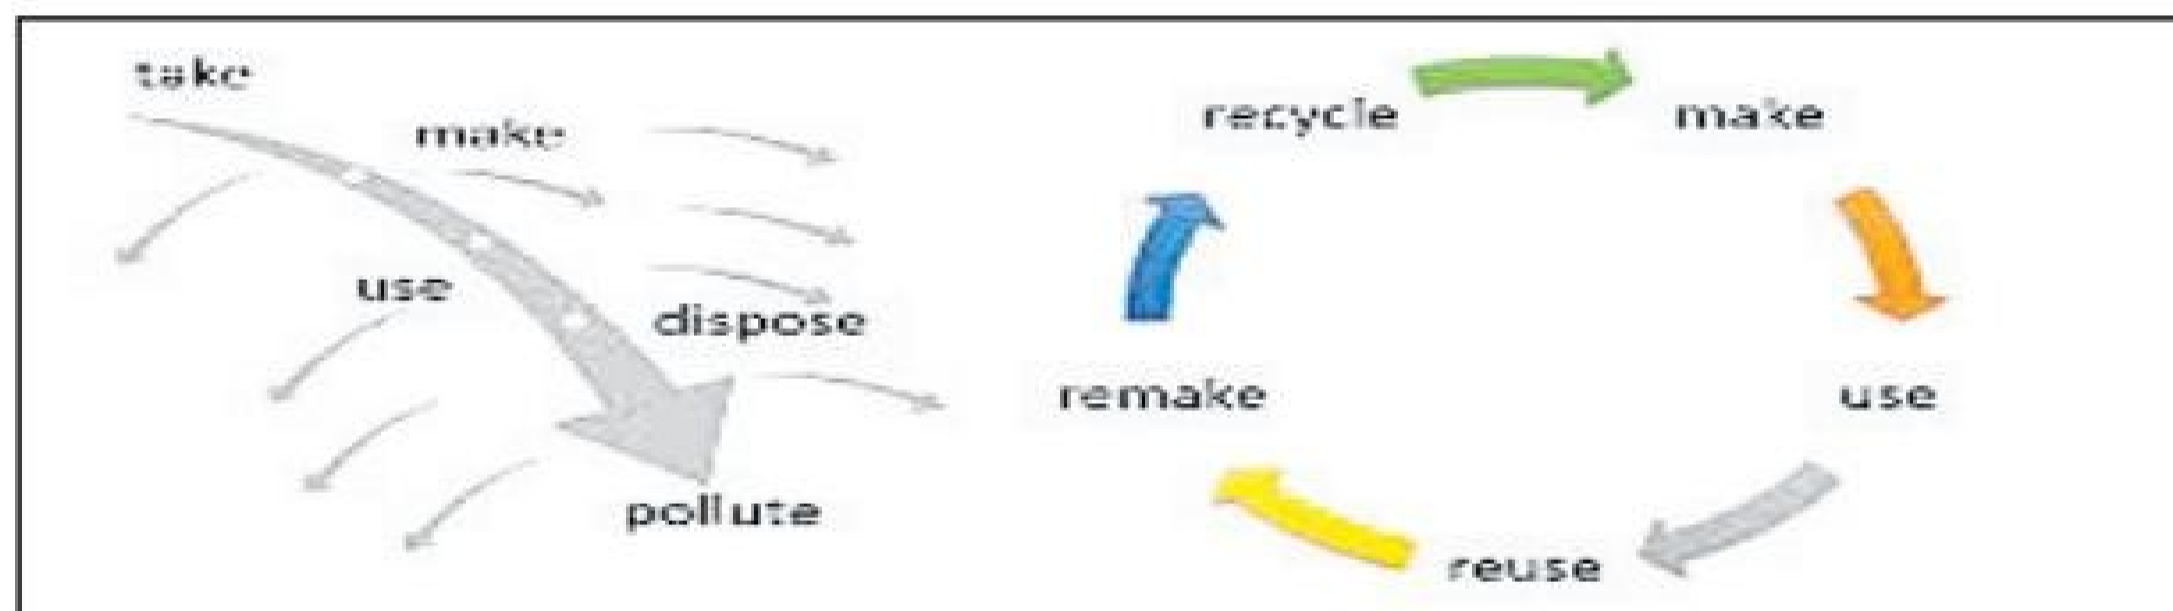 take
make
use
dispose
pollute
recycle
make
use
reuse
remake